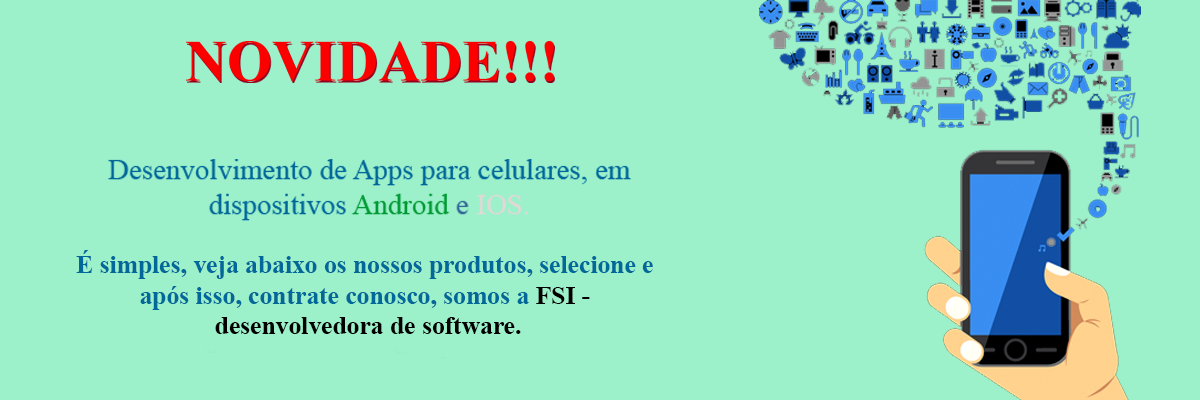 NOVIDADE!!!
Desenvolvimento de Apps para celulares, em
dispositivos Android e IOS.
É simples, veja abaixo os nossos produtos, selecione e
após isso, contrate conosco, somos a FSI -
desenvolvedora de software.